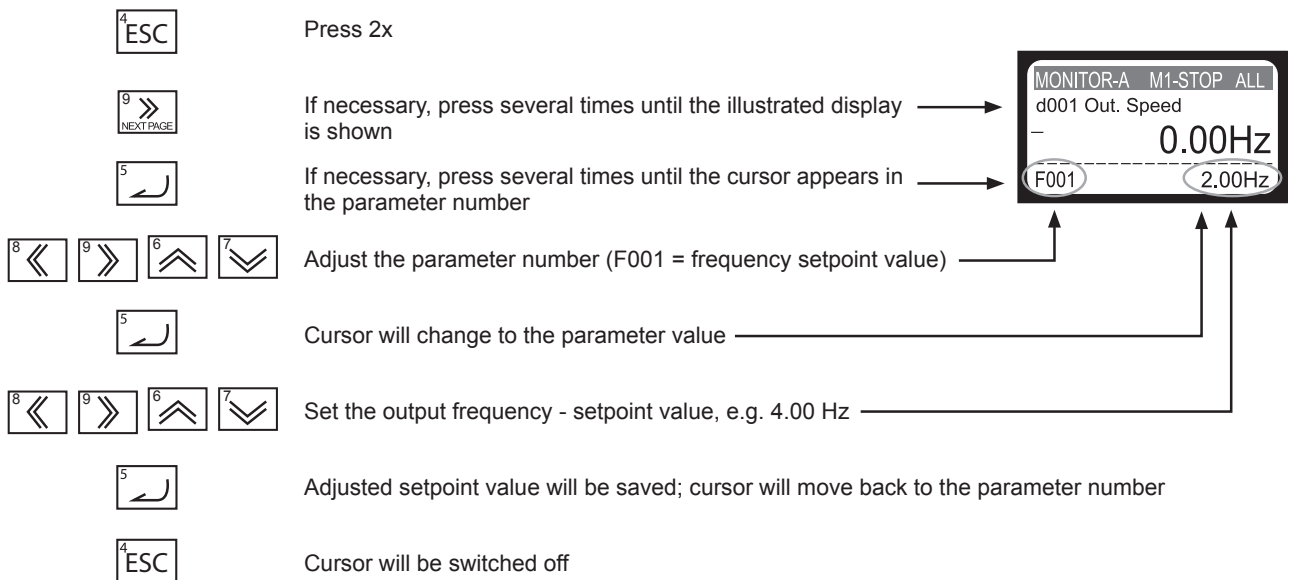 4
ESC
Press 2x
9
NEXT PAGE
If necessary, press several times until the illustrated display
is shown
MONITOR-A M1-STOP ALL
d001 Out. Speed
0.00Hz
F001 2.00Hz
5
If necessary, press several times until the cursor appears in
the parameter number
8 9 6 7
Adjust the parameter number (F001 = frequency setpoint value)
5
Cursor will change to the parameter value
8 9 6 7
Set the output frequency - setpoint value, e.g. 4.00 Hz
5
Adjusted setpoint value will be saved; cursor will move back to the parameter number
4
ESC
Cursor will be switched off